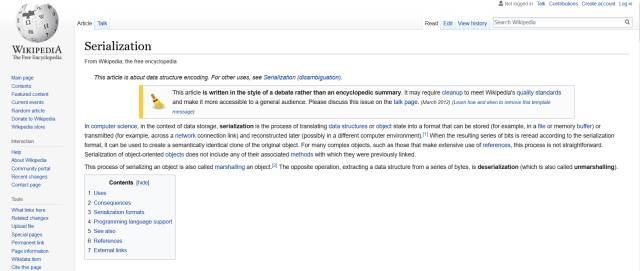 Not logged in Talk Contributions Create account Log in
Article Talk Read Edit View history Search Wikipedia
WIKIPEDIA
The Free Encyclopedia
Main page
Contents
Featured content
Current events
Random article
Donate to Wikipedia
Wikipedia store
Interaction
Help
About Wikipedia
Community portal
Recent changes
Contact page
Tools
What links here
Related changes
Upload file
Special pages
Permanent link
Page information
Wikidata item
Cite this page
Serialization
From Wikipedia, the free encyclopedia
This article is about data structure encoding. For other uses, see Serialization (disambiguation).
This article is written in the style of a debate rather than an encyclopedic summary. It may require cleanup to meet Wikipedia's quality standards
and make it more accessible to a general audience. Please discuss this issue on the talk page. (March 2012) (Learn how and when to remove this template
message)
In computer science, in the context of data storage, serialization is the process of translating data structures or object state into a format that can be stored (for example, in a file or memory buffer) or
transmitted (for example, across a network connection link) and reconstructed later (possibly in a different computer environment).[1] When the resulting series of bits is reread according to the serialization
format, it can be used to create a semantically identical clone of the original object. For many complex objects, such as those that make extensive use of references, this process is not straightforward.
Serialization of object-oriented objects does not include any of their associated methods with which they were previously linked.
This process of serializing an object is also called marshalling an object.[2] The opposite operation, extracting a data structure from a series of bytes, is deserialization (which is also called unmarshalling).
Contents [hide]
1 Uses
2 Consequences
3 Serialization formats
4 Programming language support
5 See also
6 References
7 External links